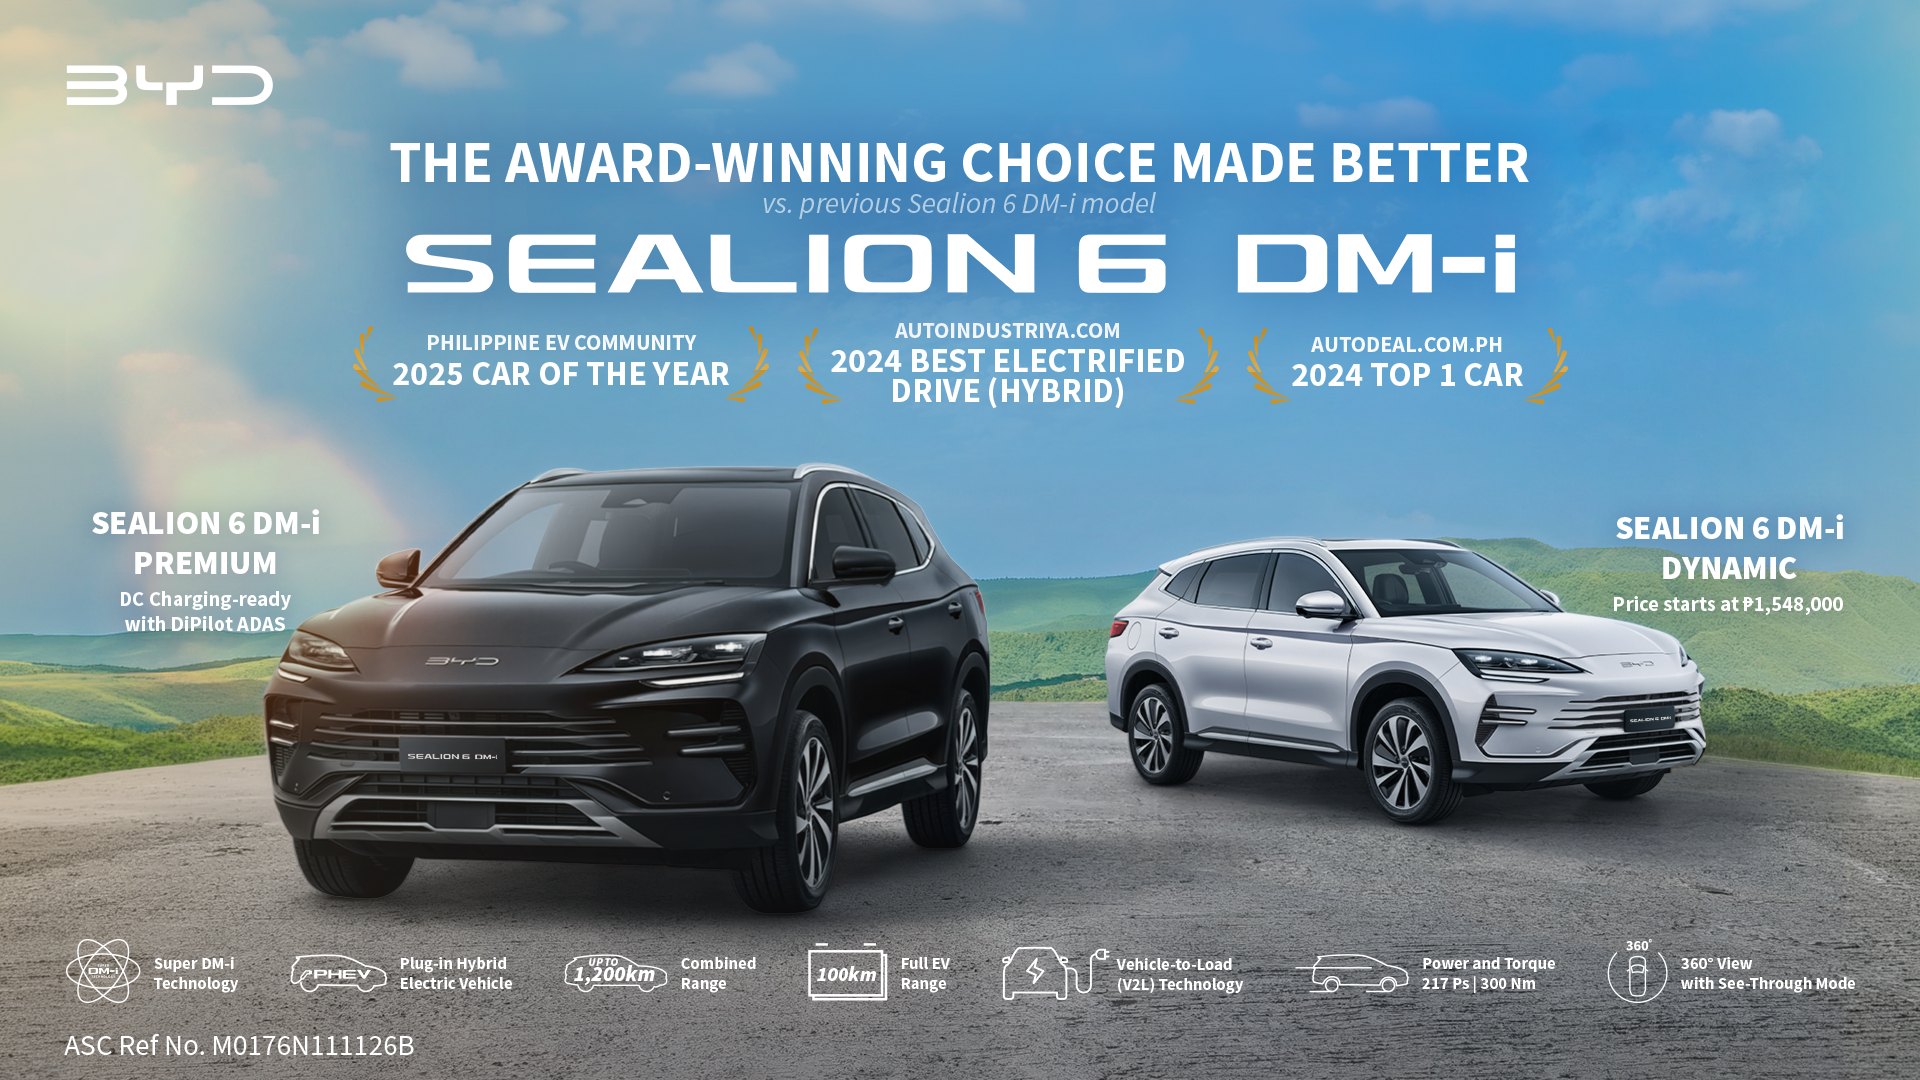 BYD
THE AWARD-WINNING CHOICE MADE BETTER
vs. previous Sealion 6 DM-i model
SEALION 6 DM-i
PHILIPPINE EV COMMUNITY
2025 CAR OF THE YEAR
AUTOINDUSTRIYA.COM
2024 BEST ELECTRIFIED
DRIVE (HYBRID)
AUTODEAL.COM.PH
2024 TOP 1 CAR
SEALION 6 DM-i
PREMIUM
DC Charging-ready
with DiPilot ADAS
SEALION 6 DM-i
DYNAMIC
Price starts at ₱1,548,000
BYD
SEALION 6 DM-i
BYD
SEALION 6 DM-i
DM-i
Super DM-i
Technology
PHEV
Plug-in Hybrid
Electric Vehicle
UP TO
1,200km
Combined
Range
100km
Full EV
Range
Vehicle-to-Load
(V2L) Technology
Power and Torque
217 Ps | 300 Nm
360°
360° View
with See-Through Mode
ASC Ref No. M0176N111126B